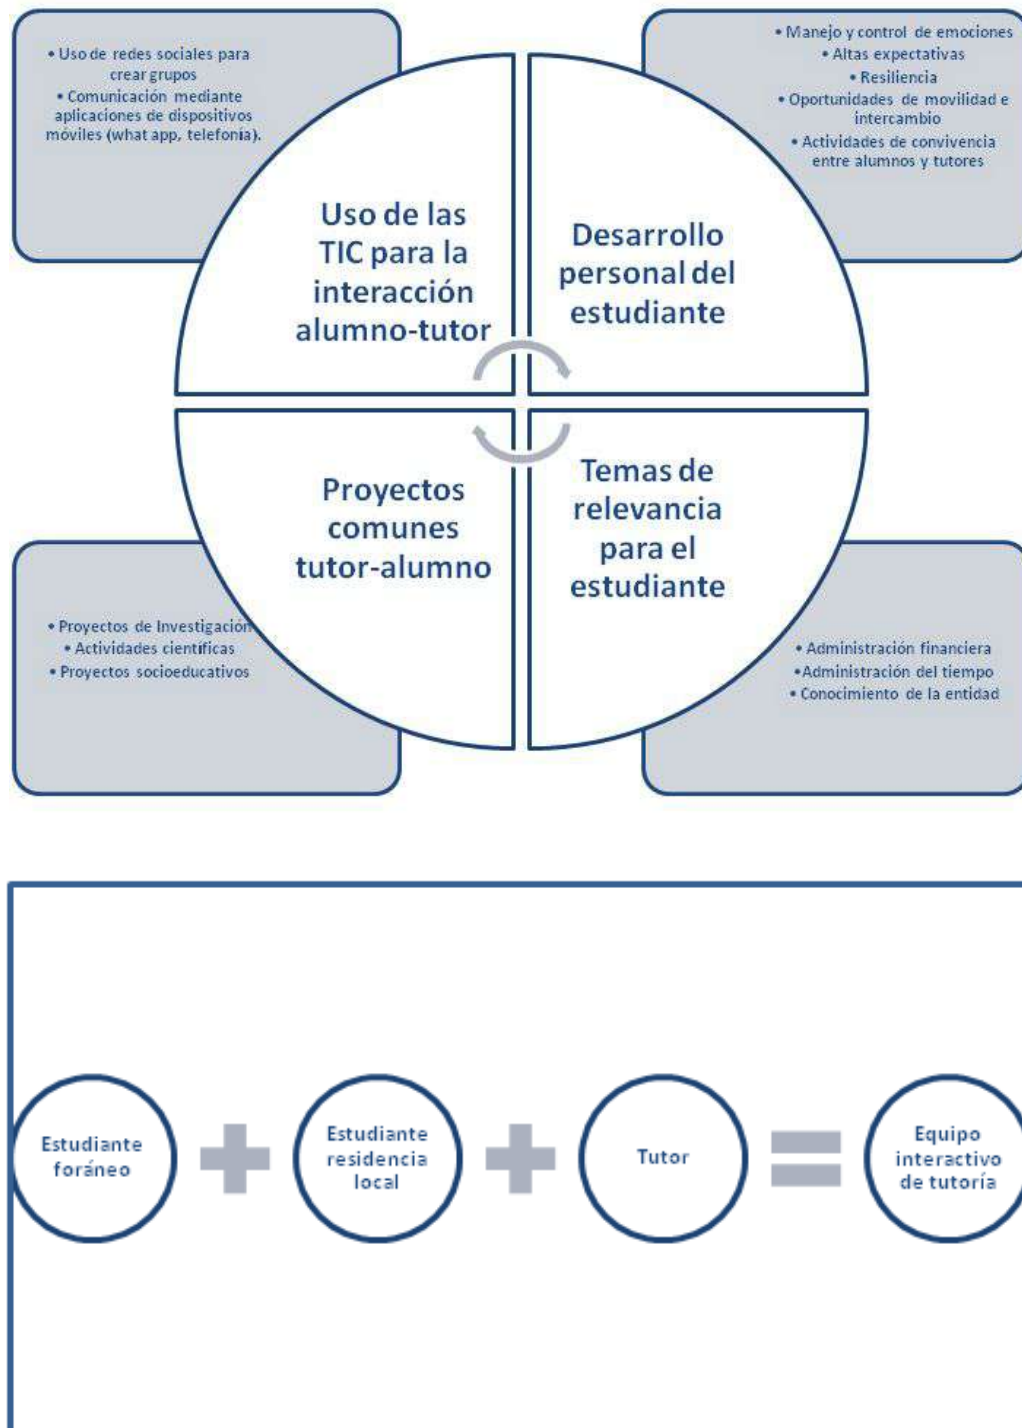 • Uso de redes sociales para
crear grupos
• Comunicación mediante
aplicaciones de dispositivos
móviles (what app, telefonía).
• Manejo y control de emociones
• Altas expectativas
• Resiliencia
• Oportunidades de movilidad e
intercambio
• Actividades de convivencia
entre alumnos y tutores
Uso de las
TIC para la
interacción
alumno-tutor
Desarrollo
personal del
estudiante
Proyectos
comunes
tutor-alumno
Temas de
relevancia
para el
estudiante
• Proyectos de Investigación
• Actividades científicas
• Proyectos socioeducativos
• Administración financiera
•Administración del tiempo
• Conocimiento de la entidad
Estudiante
foráneo
Estudiante
residencia
local
Tutor
Equipo
interactivo
de tutoría